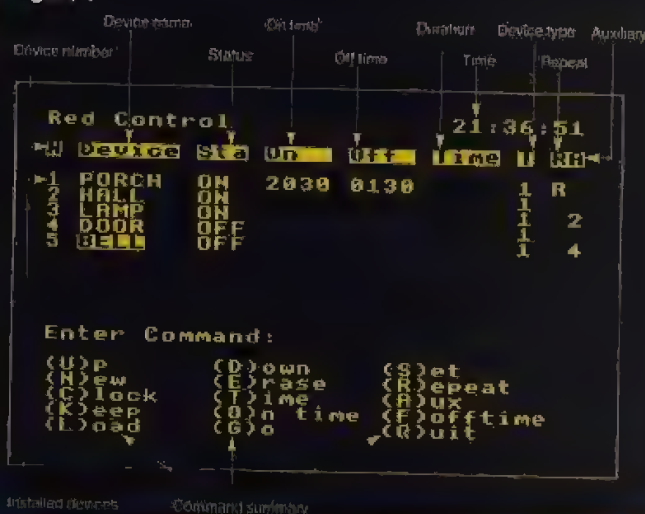 Device name On time Duration Device type Auxiliary
Device number Status Off time Time Repeat
Red Control 21:36:51
N Device Sta On Off Time T RA
1 PORCH ON 2030 0130 1 R
2 HALL ON 1
3 LAMP ON 1
4 DOOR OFF 1 2
5 BELL OFF 1 4
Enter Command:
(U)p (D)own (S)et
(N)ew (E)rase (R)epeat
(C)lock (T)ime (A)ux
(K)eep (O)n time (F)offtime
(L)oad (G)o (Q)uit
Installed devices Command summary